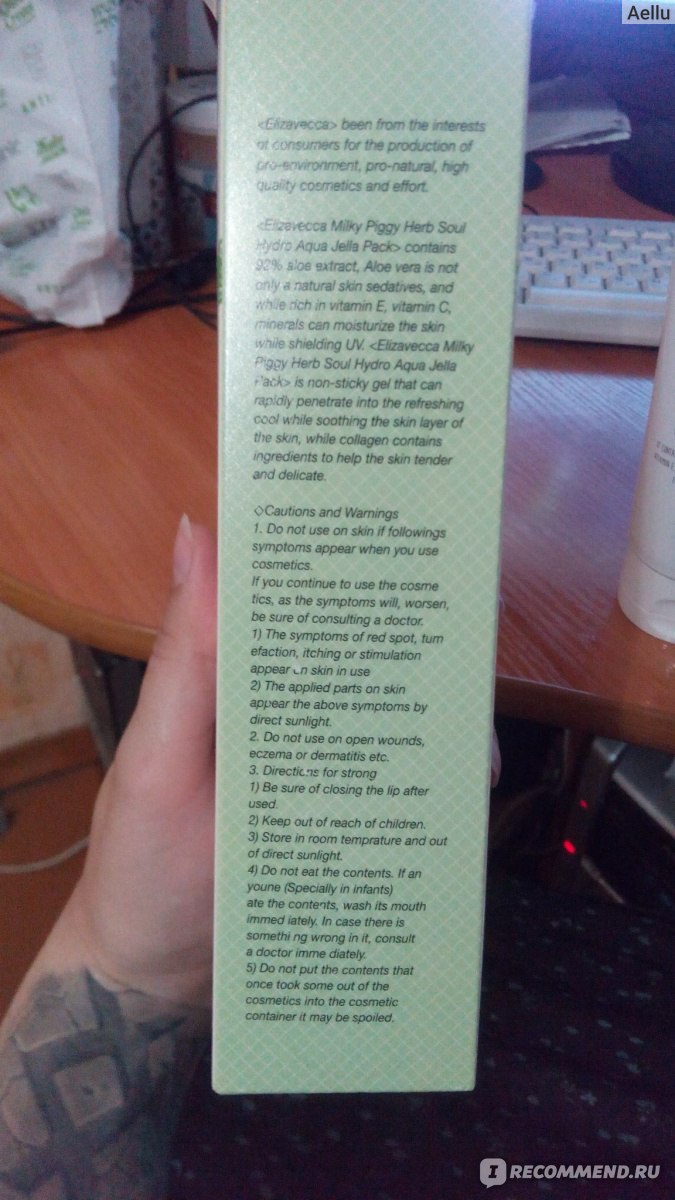 Aellu
<Elizavecca> been from the interests
of consumers for the production of
pro-environment, pro-natural, high
quality cosmetics and effort.
<Elizavecca Milky Piggy Herb Soul
Hydro Aqua Jella Pack> contains
92% aloe extract, Aloe vera is not
only a natural skin sedatives, and
while rich in vitamin E, vitamin C,
minerals can moisturize the skin
while shielding UV. <Elizavecca Milky
Piggy Herb Soul Hydro Aqua Jella
Pack> is non-sticky gel that can
rapidly penetrate into the refreshing
cool while soothing the skin layer of
the skin, while collagen contains
ingredients to help the skin tender
and delicate.
◇Cautions and Warnings
1. Do not use on skin if followings
symptoms appear when you use
cosmetics.
If you continue to use the cosme
tics, as the symptoms will, worsen,
be sure of consulting a doctor.
1) The symptoms of red spot, tum
efaction, itching or stimulation
appear on skin in use
2) The applied parts on skin
appear the above symptoms by
direct sunlight.
2. Do not use on open wounds,
eczema or dermatitis etc.
3. Directions for strong
1) Be sure of closing the lip after
used.
2) Keep out of reach of children.
3) Store in room temprature and out
of direct sunlight.
4) Do not eat the contents. If an
youne (Specially in infants)
ate the contents, wash its mouth
immed iately. In case there is
somethi ng wrong in it, consult
a doctor imme diately.
5) Do not put the contents that
once took some out of the
cosmetics into the cosmetic
container it may be spoiled.
IRECOMMEND.RU